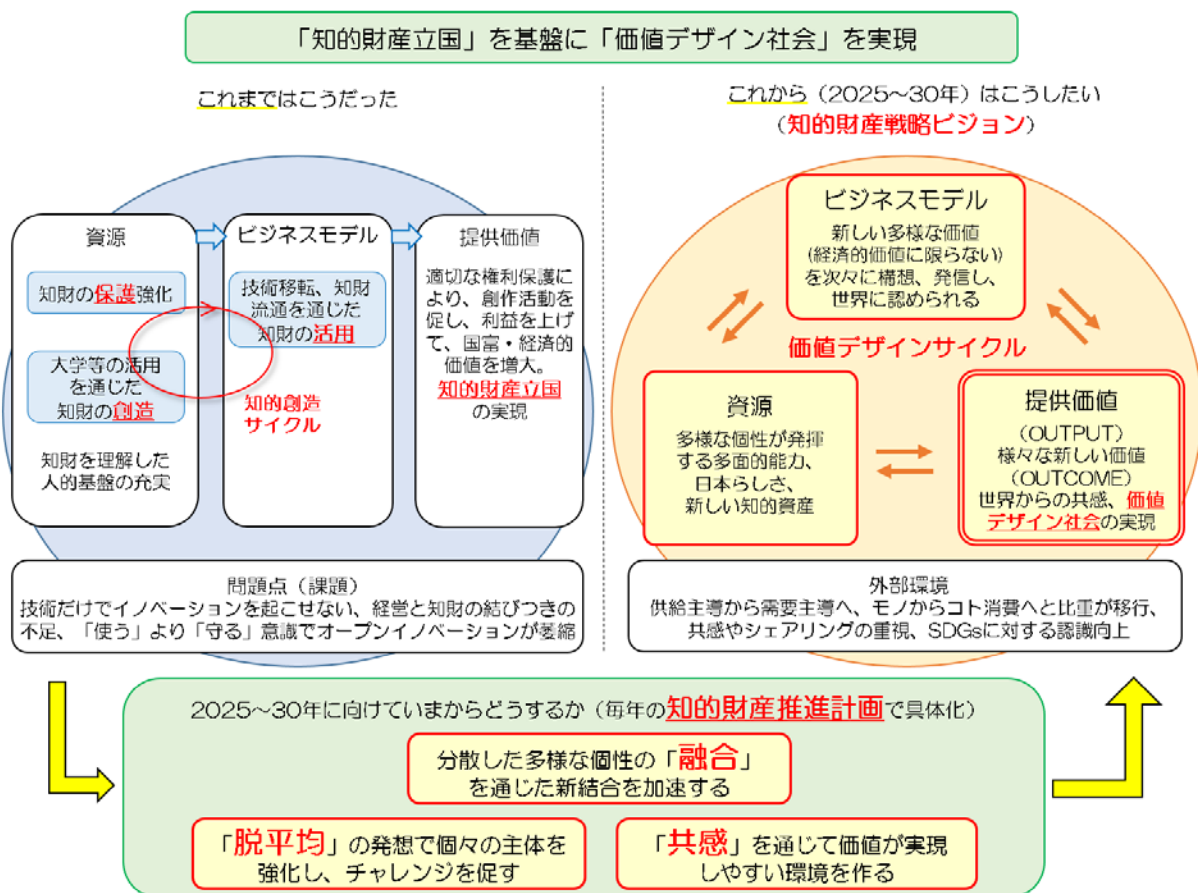 「知的財産立国」を基盤に「価値デザイン社会」を実現
これまではこうだった
資源
知財の保護強化
大学等の活用
を通じた
知財の創造
知財を理解した
人的基盤の充実
ビジネスモデル
技術移転、知財
流通を通じた
知財の活用
知的創造
サイクル
提供価値
適切な権利保護に
より、創作活動を
促し、利益を上げ
て、国富・経済的
価値を増大。
知的財産立国
の実現
問題点（課題）
技術だけでイノベーションを起こせない、経営と知財の結びつきの
不足、「使う」より「守る」意識でオープンイノベーションが萎縮
これから（2025～30年）はこうしたい
（知的財産戦略ビジョン）
ビジネスモデル
新しい多様な価値
(経済的価値に限らない)
を次々に構想、発信し、
世界に認められる
価値デザインサイクル
資源
多様な個性が発揮
する多面的能力、
日本らしさ、
新しい知的資産
提供価値
(OUTPUT)
様々な新しい価値
(OUTCOME)
世界からの共感、価値
デザイン社会の実現
外部環境
供給主導から需要主導へ、モノからコト消費へと比重が移行、
共感やシェアリングの重視、SDGsに対する認識向上
2025～30年に向けていまからどうするか（毎年の知的財産推進計画で具体化）
分散した多様な個性の「融合」
を通じた新結合を加速する
「脱平均」の発想で個々の主体を
強化し、チャレンジを促す
「共感」を通じて価値が実現
しやすい環境を作る